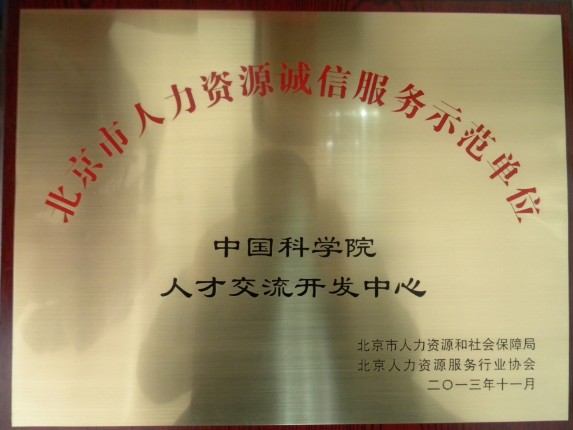 北京市人力资源诚信服务示范单位
中国科学院
人才交流开发中心
北京市人力资源和社会保障局
北京人力资源服务行业协会
二〇一三年十一月